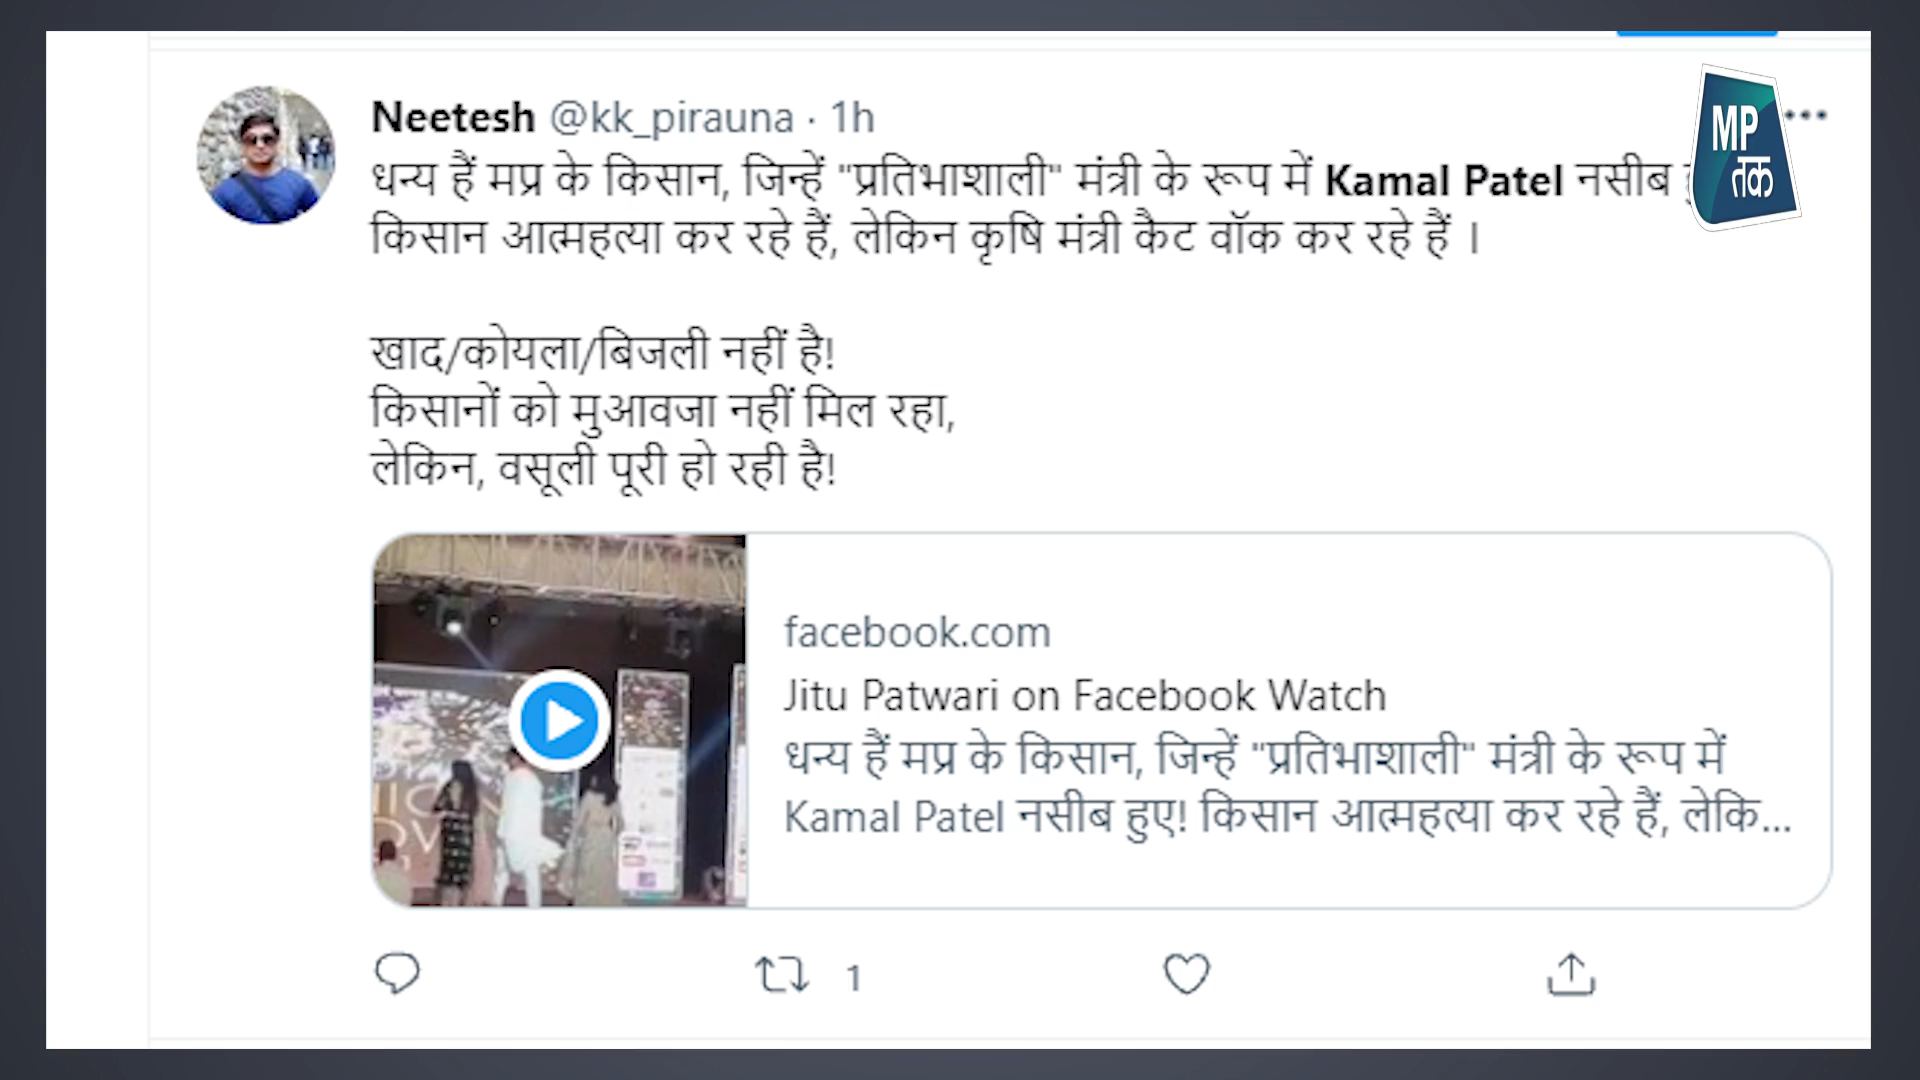 Neetesh @kk_pirauna · 1h
धन्य हैं मप्र के किसान, जिन्हें "प्रतिभाशाली" मंत्री के रूप में Kamal Patel नसीब
किसान आत्महत्या कर रहे हैं, लेकिन कृषि मंत्री कैट वॉक कर रहे हैं ।
खाद/कोयला/बिजली नहीं है!
किसानों को मुआवजा नहीं मिल रहा,
लेकिन, वसूली पूरी हो रही है!
facebook.com
Jitu Patwari on Facebook Watch
धन्य हैं मप्र के किसान, जिन्हें "प्रतिभाशाली" मंत्री के रूप में
Kamal Patel नसीब हुए! किसान आत्महत्या कर रहे हैं, लेकि...
1
MP
तक